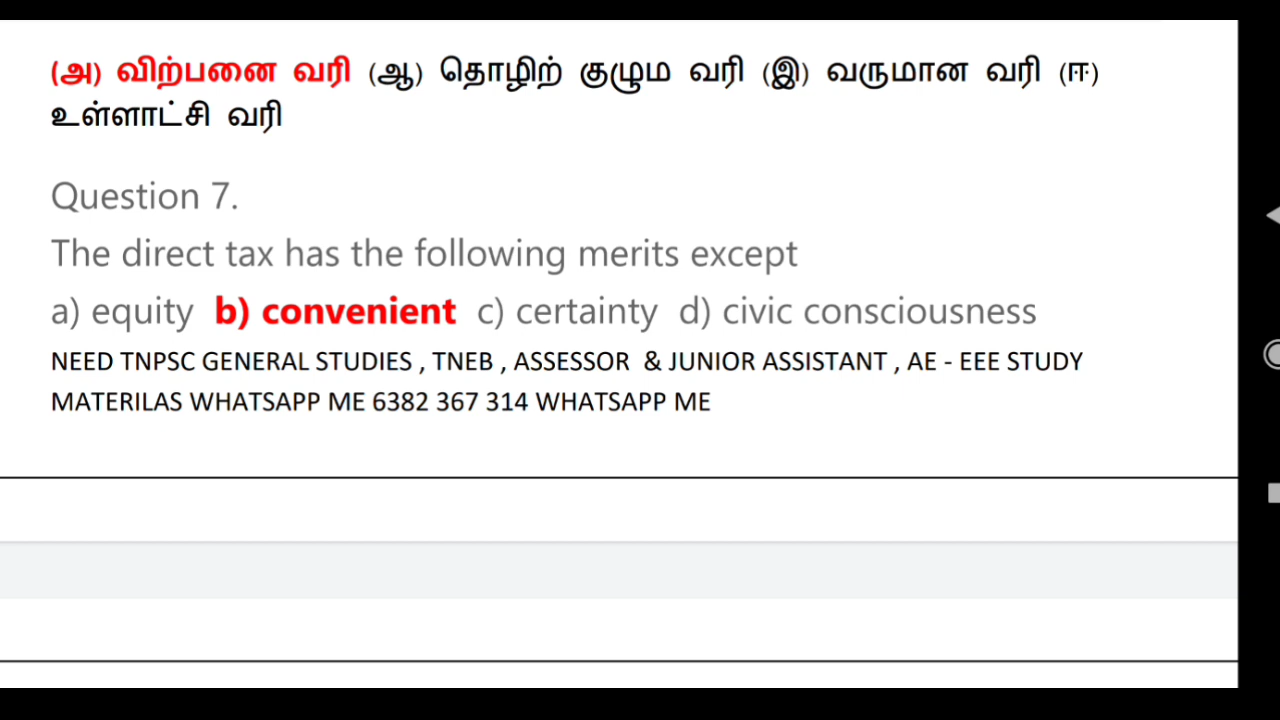 (அ) விற்பனை வரி (ஆ) தொழிற் குழும வரி (இ) வருமான வரி (ஈ)
உள்ளாட்சி வரி
Question 7.
The direct tax has the following merits except
a) equity b) convenient c) certainty d) civic consciousness
NEED TNPSC GENERAL STUDIES , TNEB , ASSESSOR & JUNIOR ASSISTANT , AE - EEE STUDY
MATERILAS WHATSAPP ME 6382 367 314 WHATSAPP ME